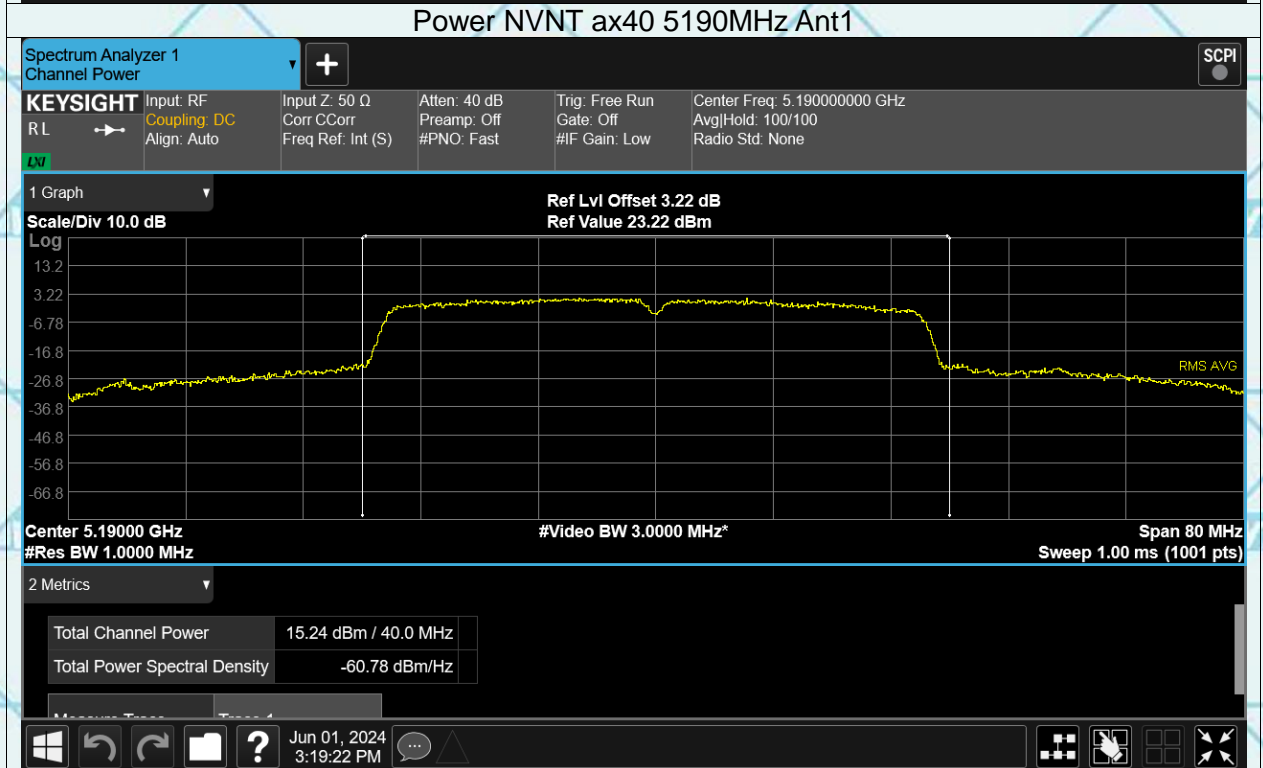 Power NVNT ax40 5190MHz Ant1
Spectrum Analyzer 1
Channel Power
SCPI
KEYSIGHT
R L
LXI
Input: RF
Coupling: DC
Align: Auto
Input Z: 50 Ω
Corr CCorr
Freq Ref: Int (S)
Atten: 40 dB
Preamp: Off
#PNO: Fast
Trig: Free Run
Gate: Off
#IF Gain: Low
Center Freq: 5.190000000 GHz
Avg|Hold: 100/100
Radio Std: None
1 Graph
Scale/Div 10.0 dB
Ref Lvl Offset 3.22 dB
Ref Value 23.22 dBm
Log
13.2
3.22
-6.78
-16.8
-26.8
-36.8
-46.8
-56.8
-66.8
RMS AVG
Center 5.19000 GHz
#Video BW 3.0000 MHz*
Span 80 MHz
#Res BW 1.0000 MHz
Sweep 1.00 ms (1001 pts)
2 Metrics
Total Channel Power 15.24 dBm / 40.0 MHz
Total Power Spectral Density -60.78 dBm/Hz
Measure Trace Trace 1
Jun 01, 2024
3:19:22 PM